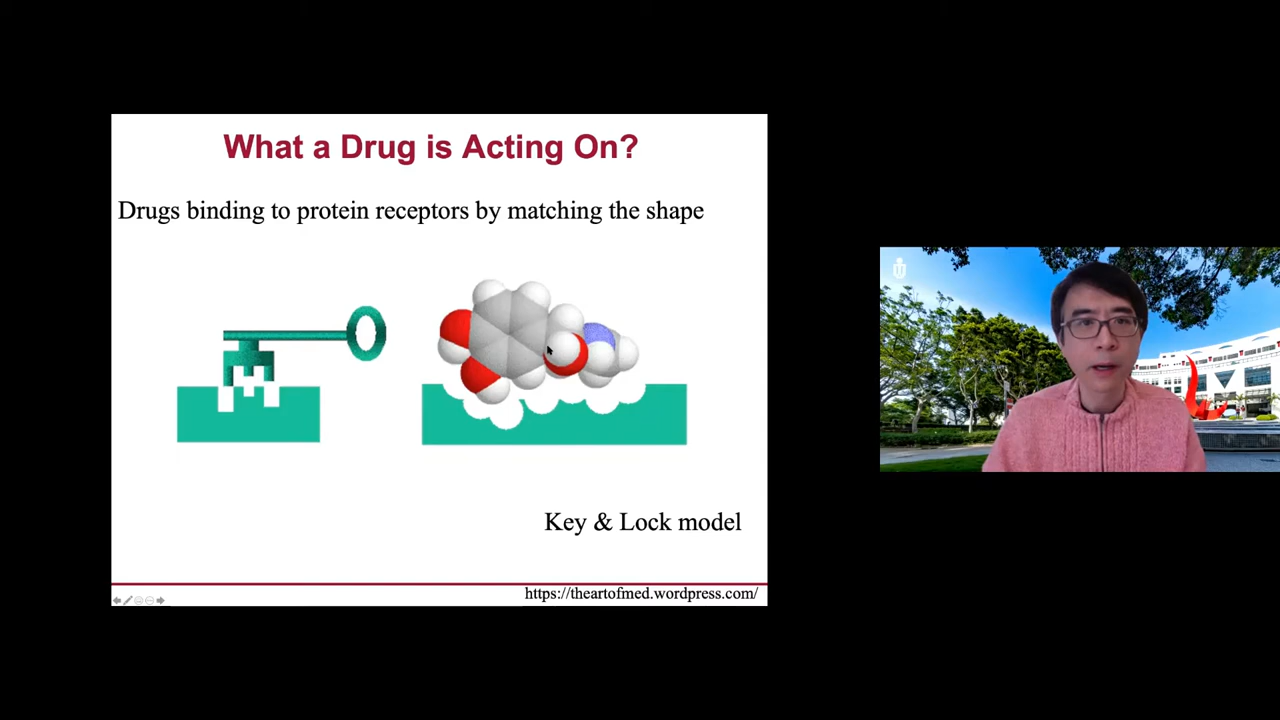 What a Drug is Acting On?
Drugs binding to protein receptors by matching the shape
Key & Lock model
https://theartofmed.wordpress.com/